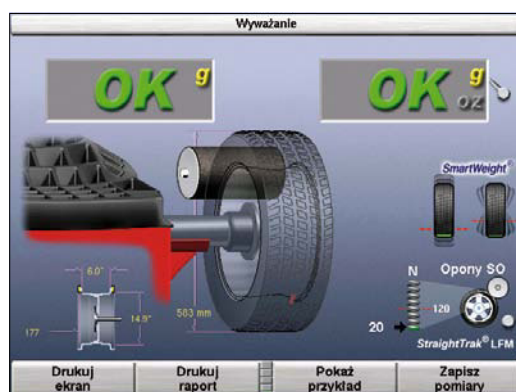 Wyważanie
OK g
OK g
oz
SmartWeight®
6.0"
14.9"
177
583 mm
N
Opony SO
120
20
StraightTrak® LFM
Drukuj ekran
Drukuj raport
Pokaż przykład
Zapisz pomiary